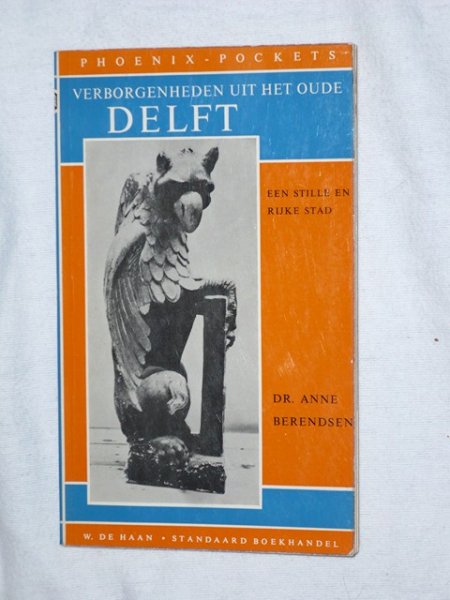 PHOENIX-POCKETS
VERBORGENHEDEN UIT HET OUDE
DELFT
EEN STILLE EN
RIJKE STAD
DR. ANNE
BERENDSEN
W. DE HAAN • STANDAARD BOEKHANDEL